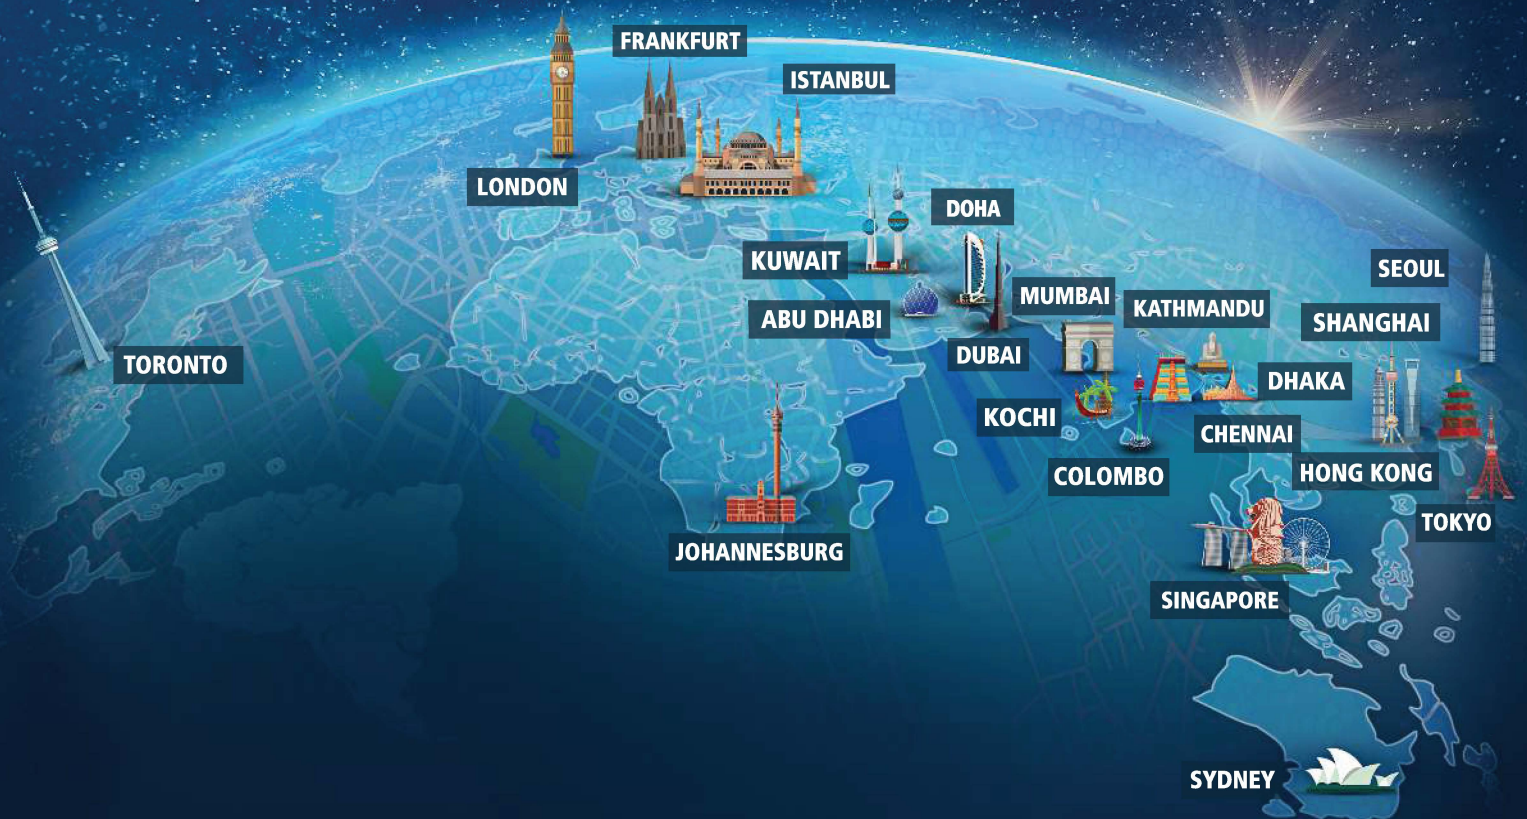 FRANKFURT
ISTANBUL
LONDON
DOHA
KUWAIT
SEOUL
MUMBAI
KATHMANDU
ABU DHABI
SHANGHAI
DUBAI
TORONTO
DHAKA
KOCHI
CHENNAI
COLOMBO
HONG KONG
TOKYO
JOHANNESBURG
SINGAPORE
SYDNEY